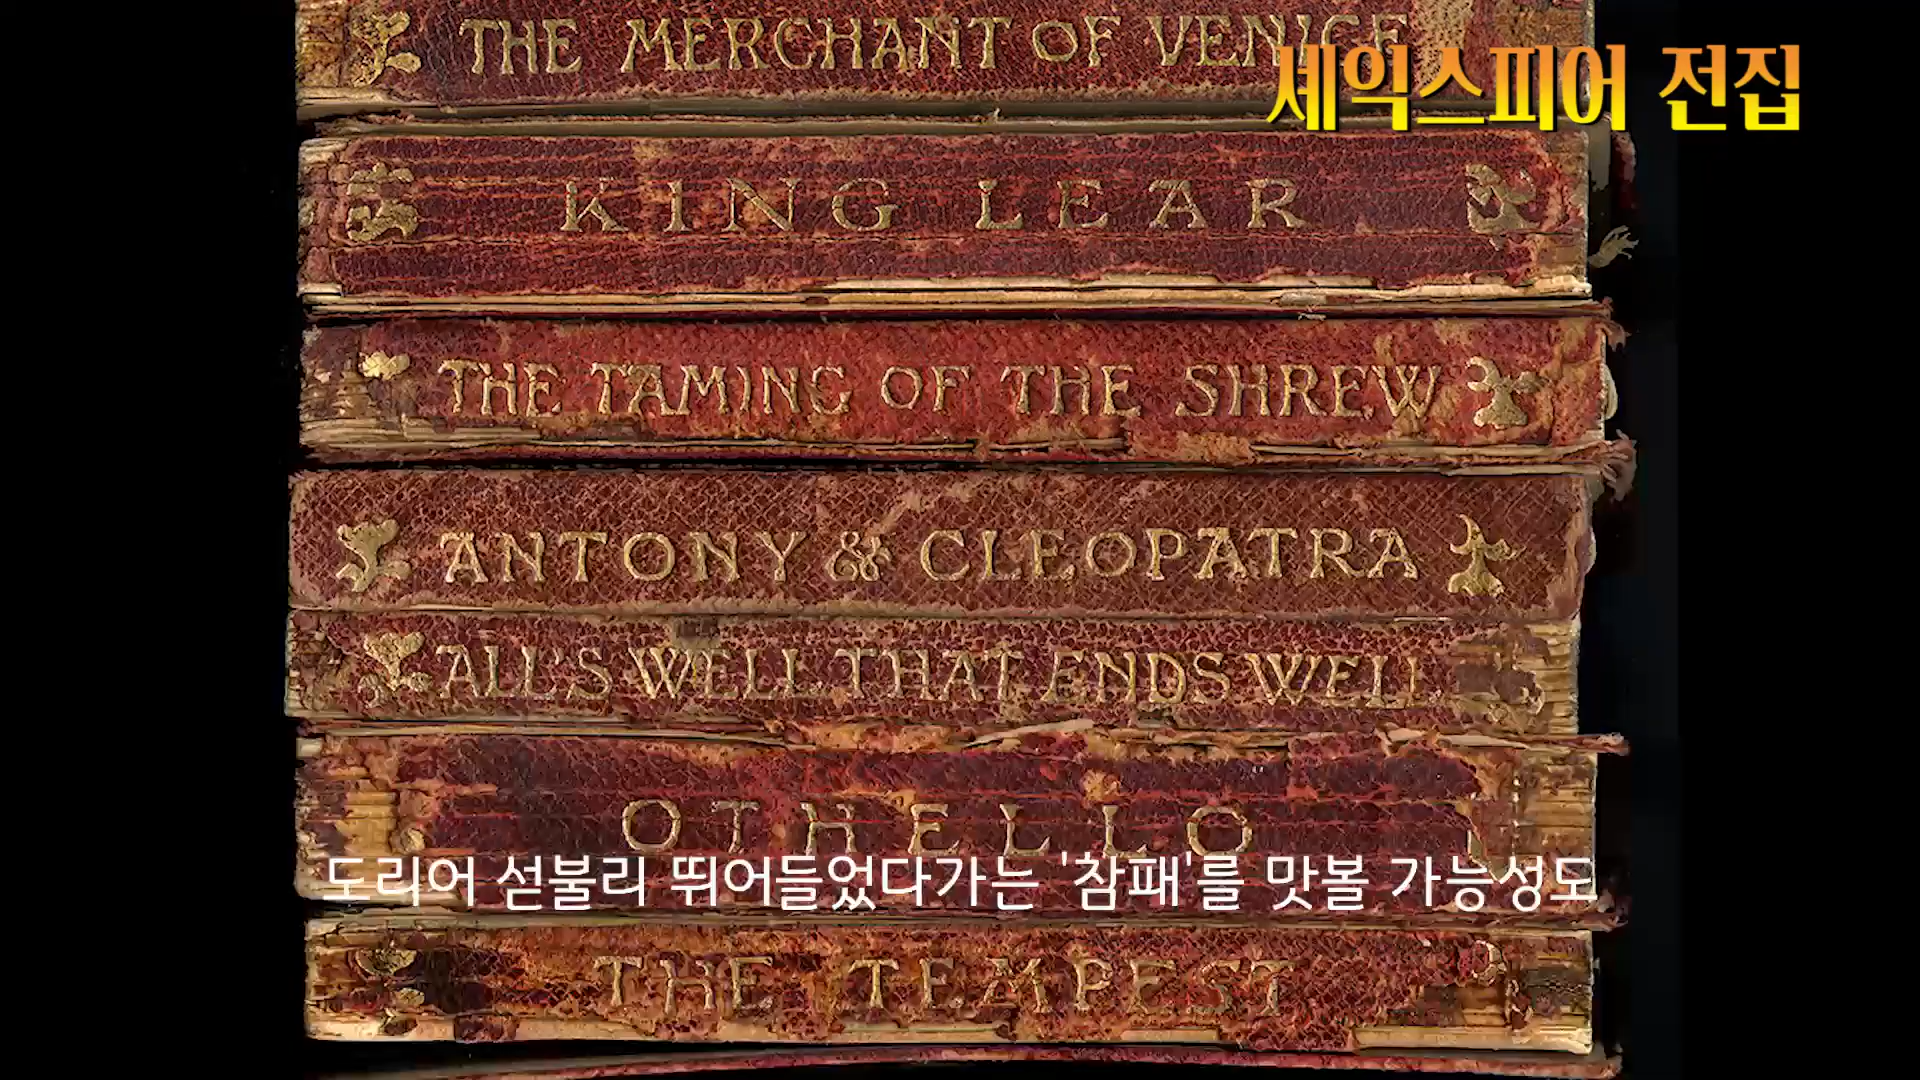 THE MERCHANT OF VENICE
셰익스피어 전집
KING LEAR
THE TAMING OF THE SHREW
ANTONY & CLEOPATRA
ALL'S WELL THAT ENDS WELL
OTHELLO
도리어 섣불리 뛰어들었다가는 '참패'를 맛볼 가능성도
THE TEMPEST